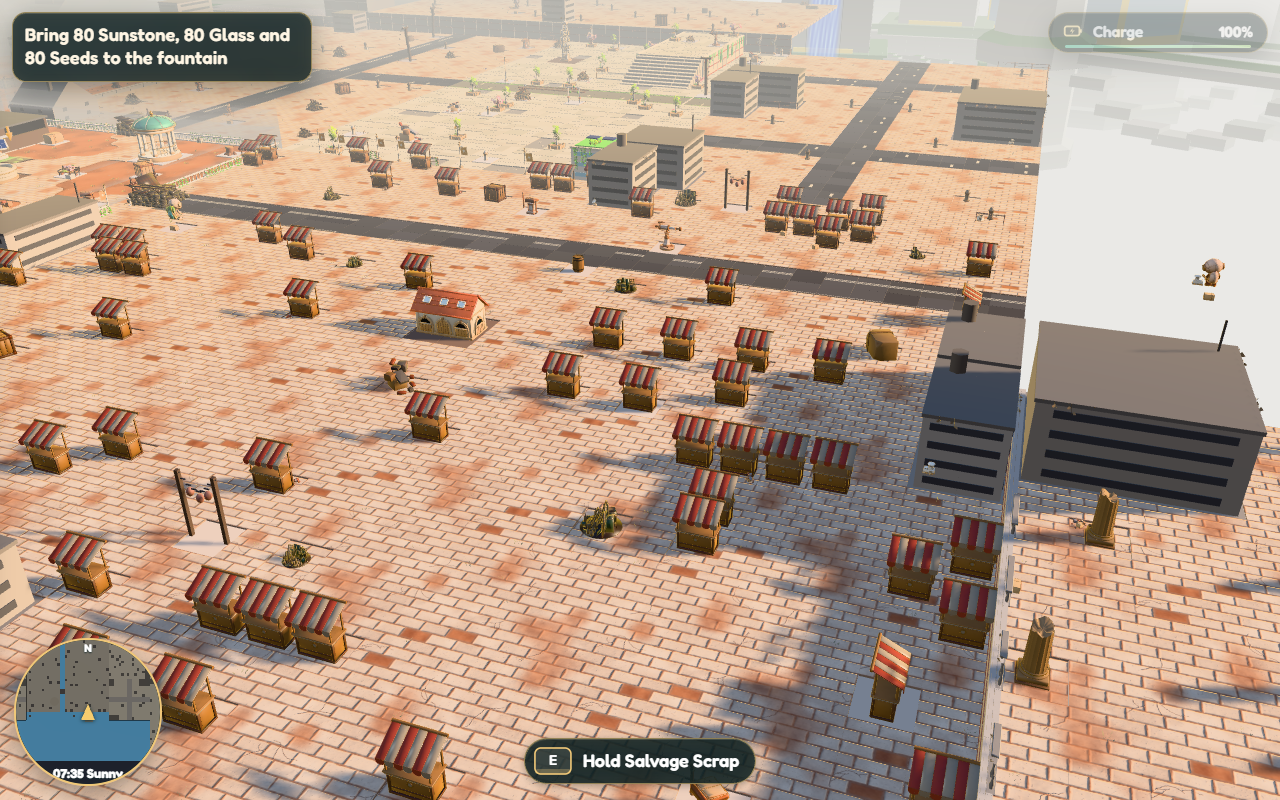 Bring 80 Sunstone, 80 Glass and
80 Seeds to the fountain
Charge 100%
N
07:35 Sunny
E Hold Salvage Scrap